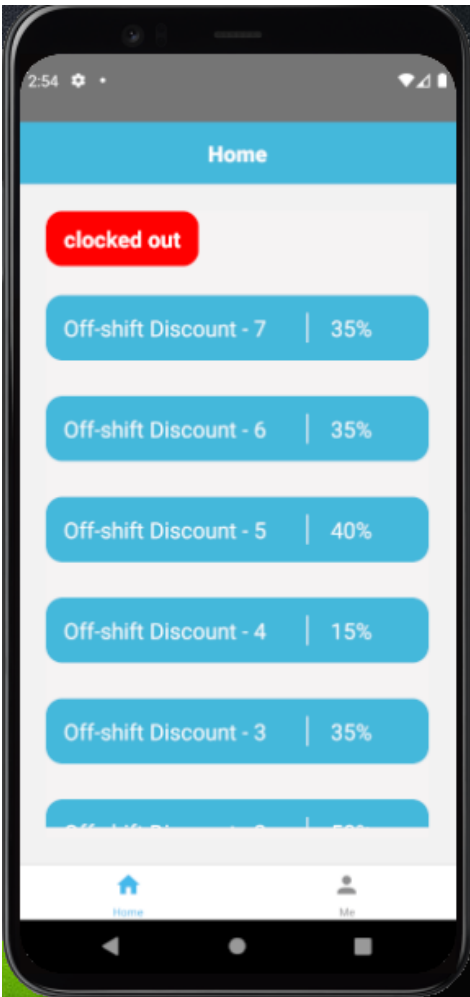 2:54
Home
clocked out
Off-shift Discount - 7 | 35%
Off-shift Discount - 6 | 35%
Off-shift Discount - 5 | 40%
Off-shift Discount - 4 | 15%
Off-shift Discount - 3 | 35%
Home Me